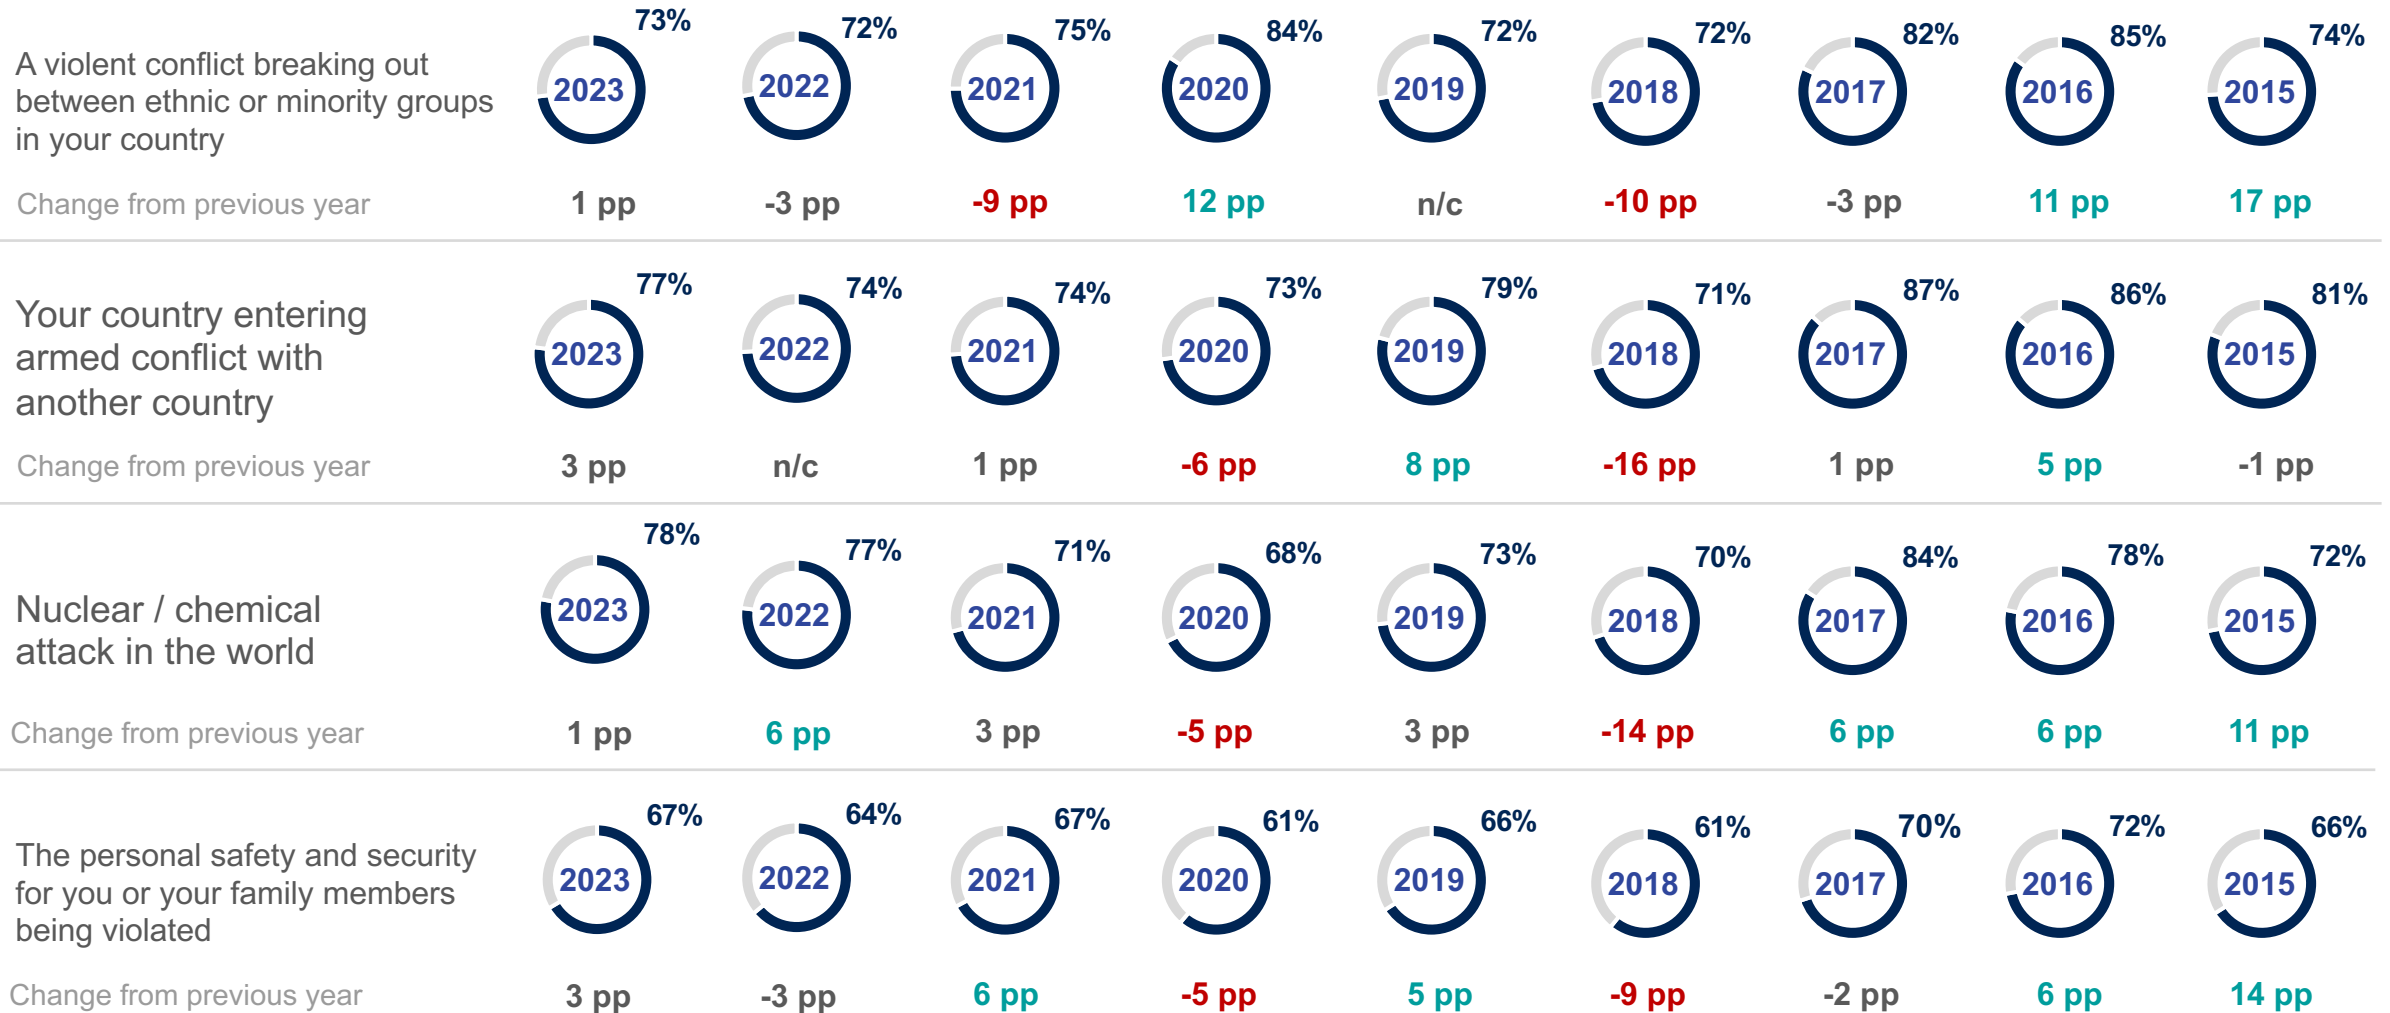 73% 72% 75% 84% 72% 72% 82% 85% 74%
A violent conflict breaking out
between ethnic or minority groups
in your country
2023 2022 2021 2020 2019 2018 2017 2016 2015
Change from previous year 1 pp -3 pp -9 pp 12 pp n/c -10 pp -3 pp 11 pp 17 pp
77% 74% 74% 73% 79% 71% 87% 86% 81%
Your country entering
armed conflict with
another country
2023 2022 2021 2020 2019 2018 2017 2016 2015
Change from previous year 3 pp n/c 1 pp -6 pp 8 pp -16 pp 1 pp 5 pp -1 pp
78% 77% 71% 68% 73% 70% 84% 78% 72%
Nuclear / chemical
attack in the world
2023 2022 2021 2020 2019 2018 2017 2016 2015
Change from previous year 1 pp 6 pp 3 pp -5 pp 3 pp -14 pp 6 pp 6 pp 11 pp
67% 64% 67% 61% 66% 61% 70% 72% 66%
The personal safety and security
for you or your family members
being violated
2023 2022 2021 2020 2019 2018 2017 2016 2015
Change from previous year 3 pp -3 pp 6 pp -5 pp 5 pp -9 pp -2 pp 6 pp 14 pp